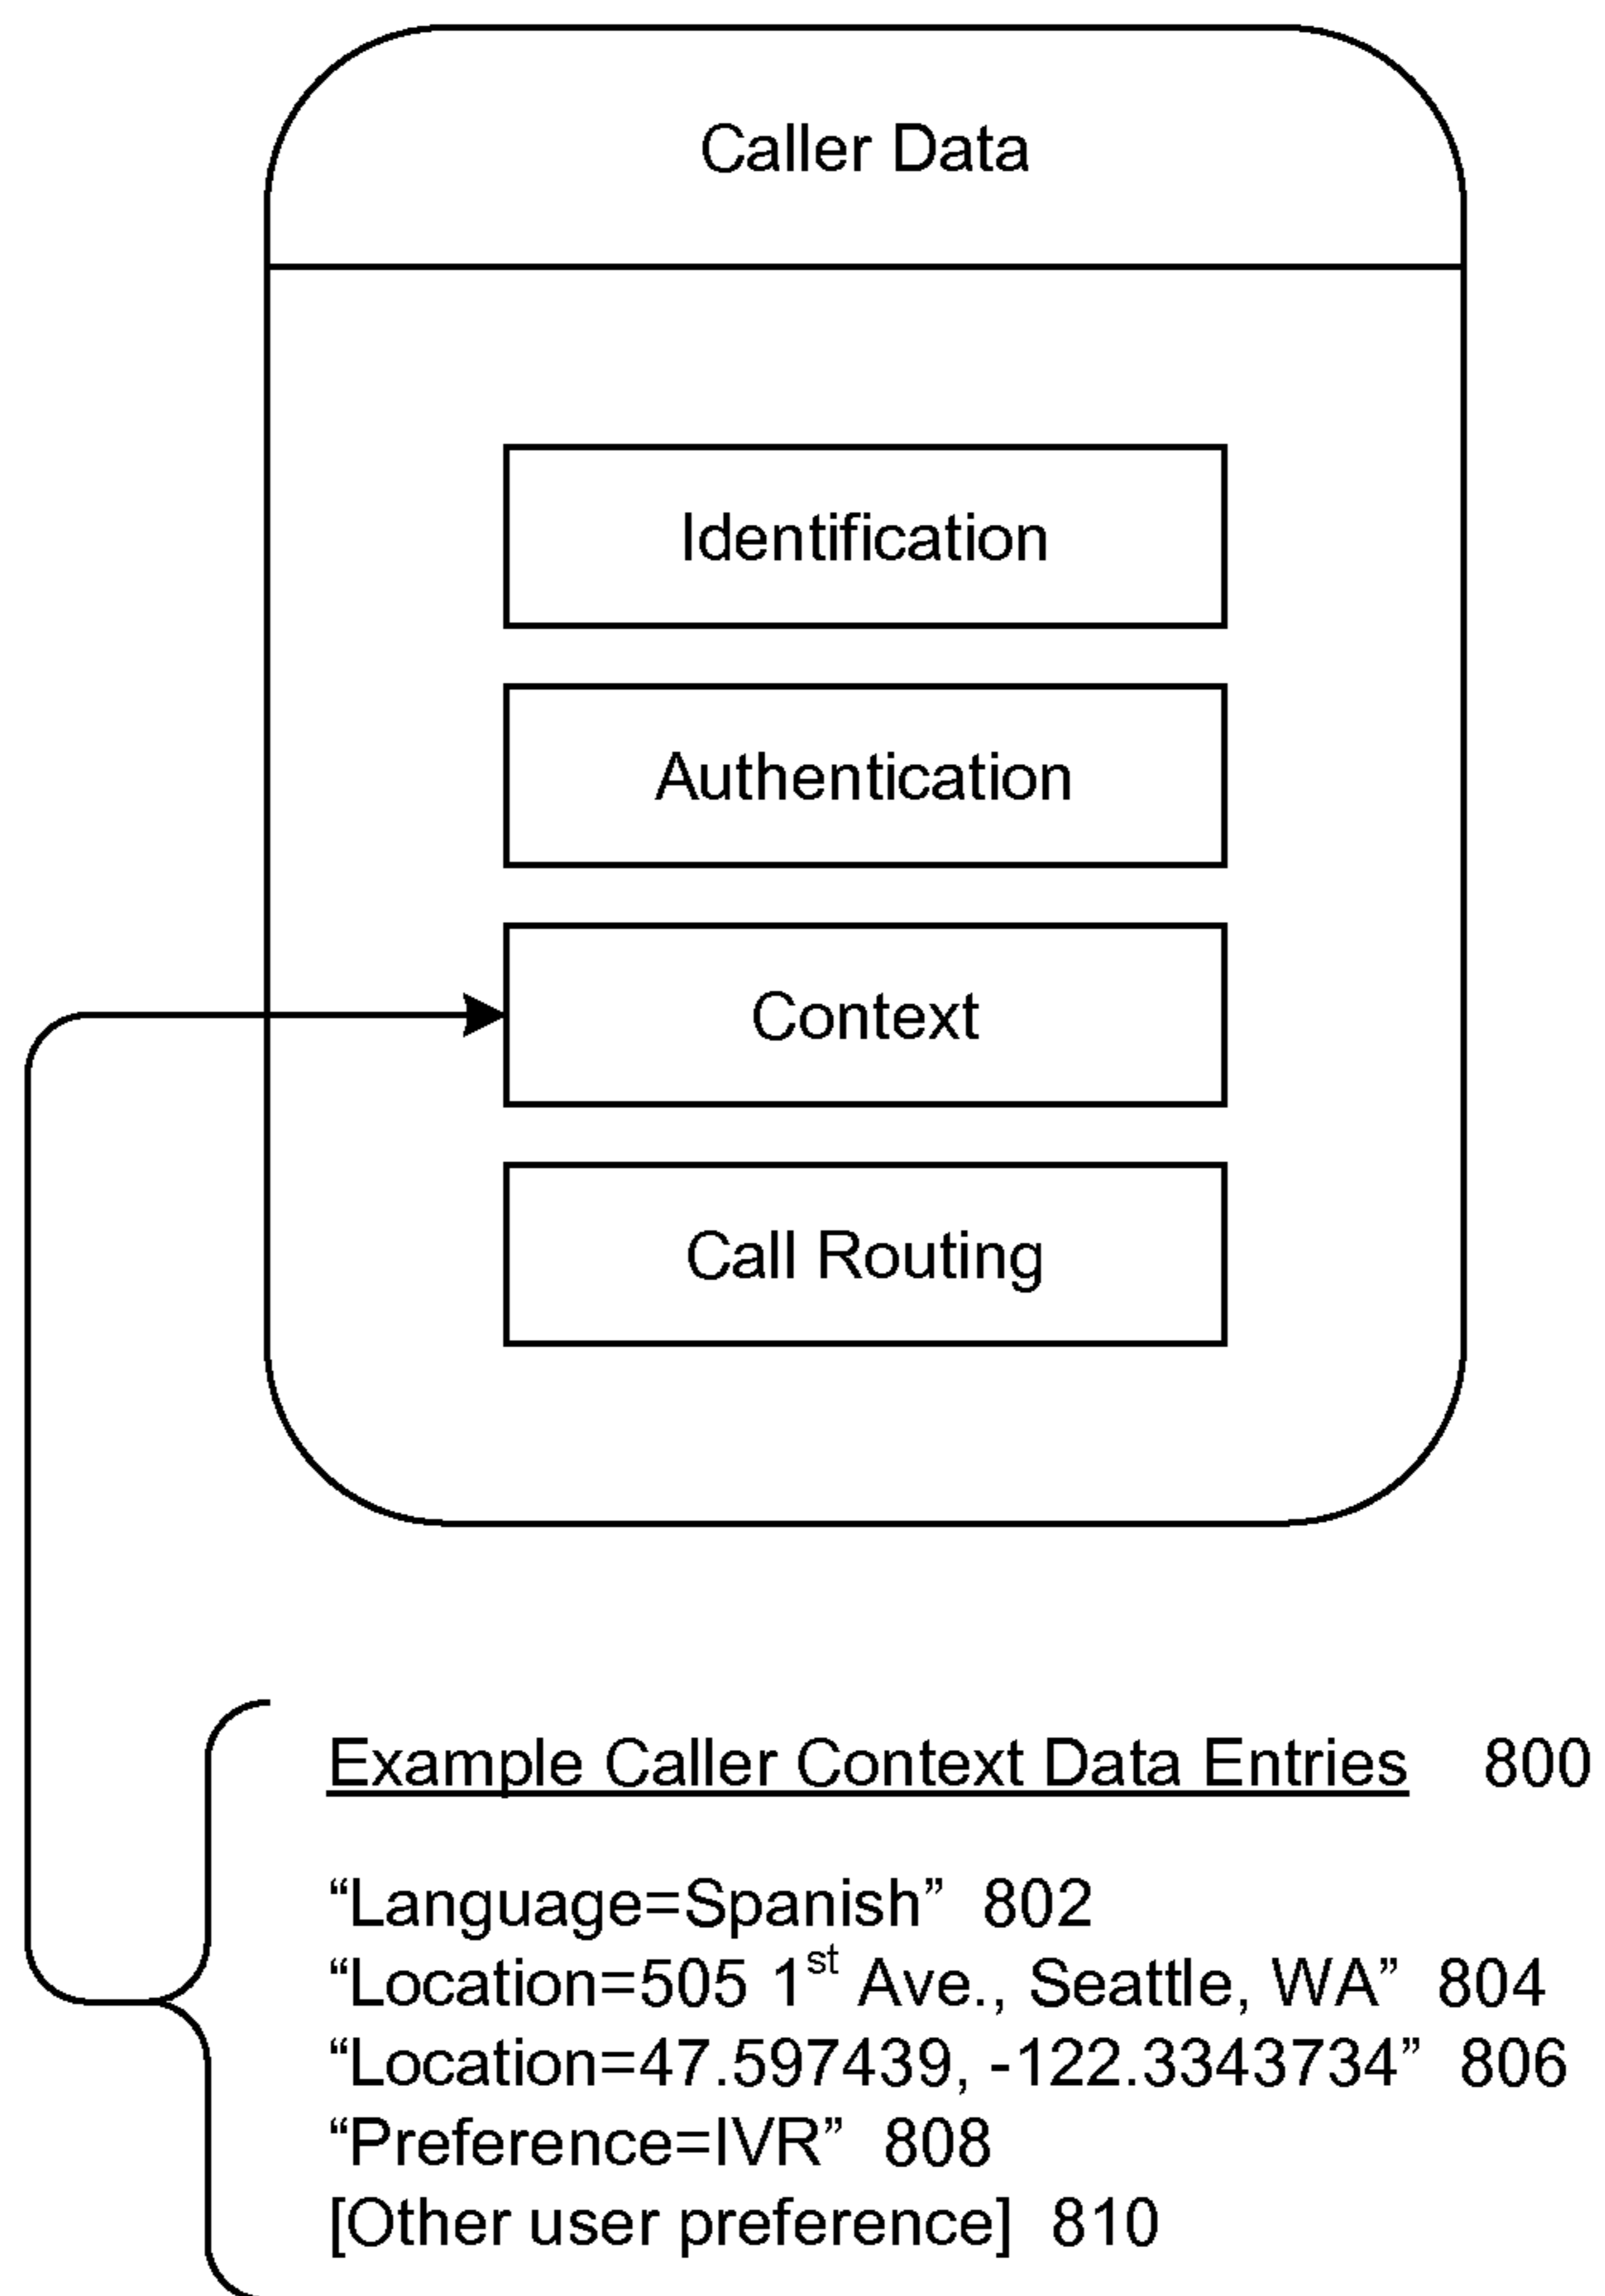 Caller Data
Identification
Authentication
Context
Call Routing
Example Caller Context Data Entries 800
“Language=Spanish” 802
“Location=505 1st Ave., Seattle, WA” 804
“Location=47.597439, -122.3343734” 806
“Preference=IVR” 808
[Other user preference] 810